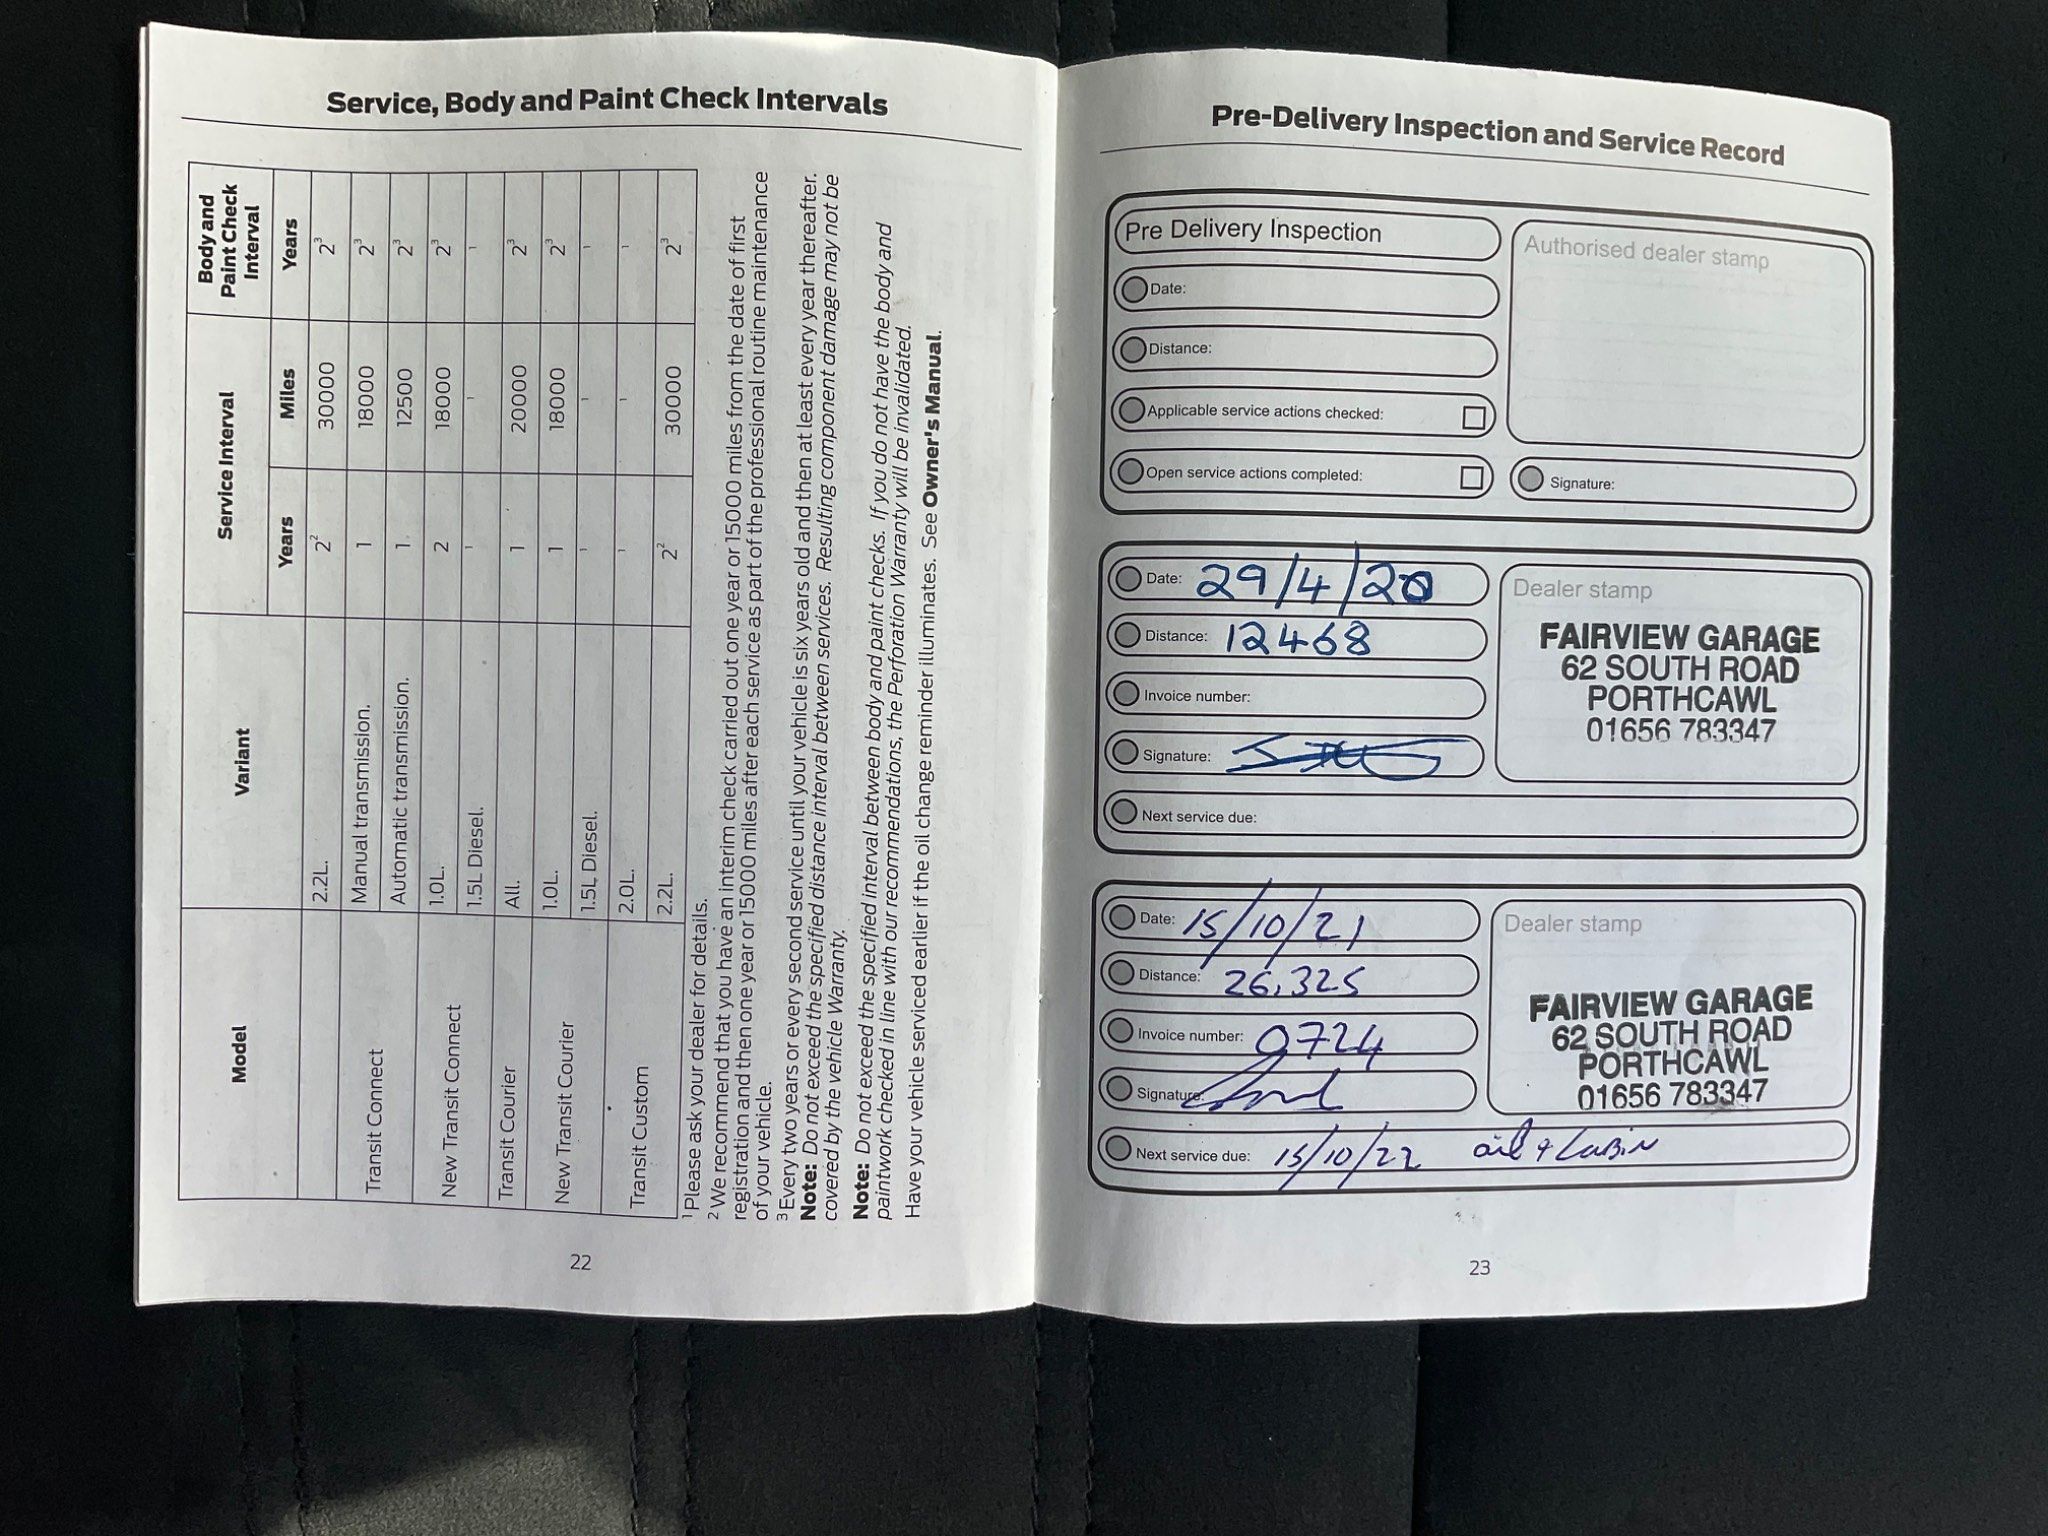 Service, Body and Paint Check Intervals
Model Variant Service Interval Body and Paint Check Interval
Years Miles Years
2.2L. 2² 30000 2³
Transit Connect Manual transmission. 1 18000 2³
Automatic transmission. 1 12500 2³
New Transit Connect 1.0L. 2 18000 2³
1.5L Diesel. ¹ ¹ ¹
Transit Courier All. 1 20000 2³
New Transit Courier 1.0L. 1 18000 2³
1.5L Diesel. ¹ ¹ ¹
Transit Custom 2.0L. ¹ ¹ ¹
2.2L. 2² 30000 2³
¹ Please ask your dealer for details.
² We recommend that you have an interim check carried out one year or 15000 miles from the date of first
registration and then one year or 15000 miles after each service as part of the professional routine maintenance
of your vehicle.
³ Every two years or every second service until your vehicle is six years old and then at least every year thereafter.
Note: Do not exceed the specified distance interval between services. Resulting component damage may not be
covered by the vehicle Warranty.
Note: Do not exceed the specified interval between body and paint checks. If you do not have the body and
paintwork checked in line with our recommendations, the Perforation Warranty will be invalidated.
Have your vehicle serviced earlier if the oil change reminder illuminates. See Owner's Manual.
22
Pre-Delivery Inspection and Service Record
Pre Delivery Inspection
Authorised dealer stamp
Date:
Distance:
Applicable service actions checked:
Open service actions completed:
Signature:
Date: 29/4/20
Distance: 12468
Invoice number:
Signature:
Next service due:
Dealer stamp
FAIRVIEW GARAGE
62 SOUTH ROAD
PORTHCAWL
01656 783347
Date: 15/10/21
Distance: 26,325
Invoice number: 0724
Signature:
Next service due: 15/10/22 oil & Cabin
Dealer stamp
FAIRVIEW GARAGE
62 SOUTH ROAD
PORTHCAWL
01656 783347
23